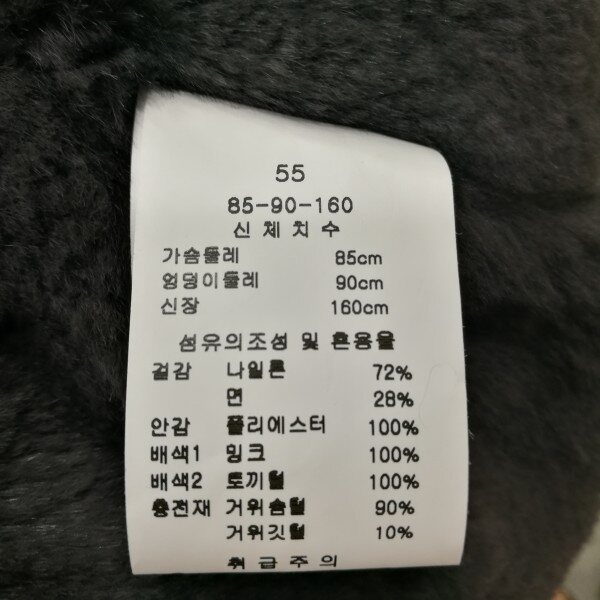 55
85-90-160
신체치수
가슴둘레 85cm
엉덩이둘레 90cm
신장 160cm
섬유의조성 및 혼용율
겉감 나일론 72%
면 28%
안감 폴리에스터 100%
배색1 밍크 100%
배색2 토끼털 100%
충전재 거위솜털 90%
거위깃털 10%
취급주의